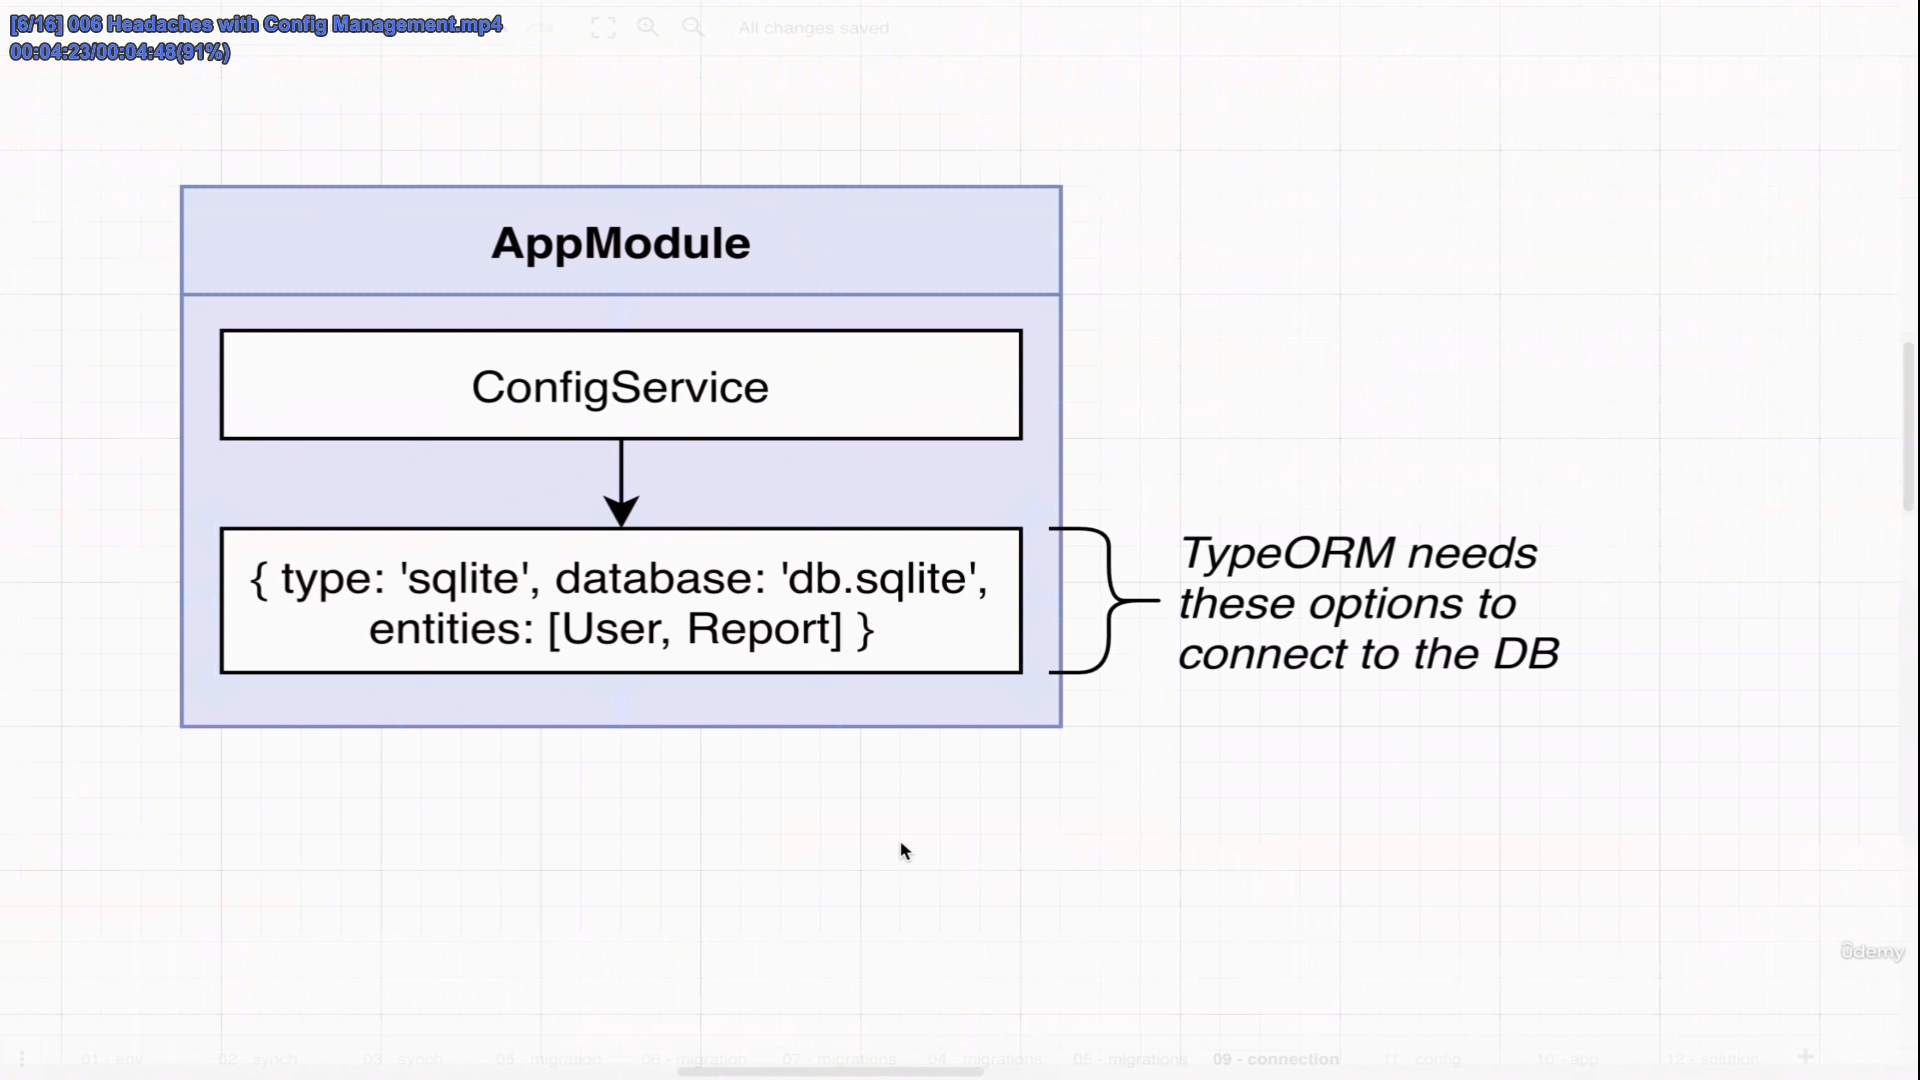 [6/16] 006 Headaches with Config Management.mp4
00:04:23/00:04:48(91%)
All changes saved
AppModule
ConfigService
{ type: 'sqlite', database: 'db.sqlite',
entities: [User, Report] }
TypeORM needs
these options to
connect to the DB
ûdemy
01 - env
02 - synch
03 - synch
05 - migration
06 - migration
07 - migrations
04 - migrations
05 - migrations
09 - connection
11 - config
10 - app
12 - solution